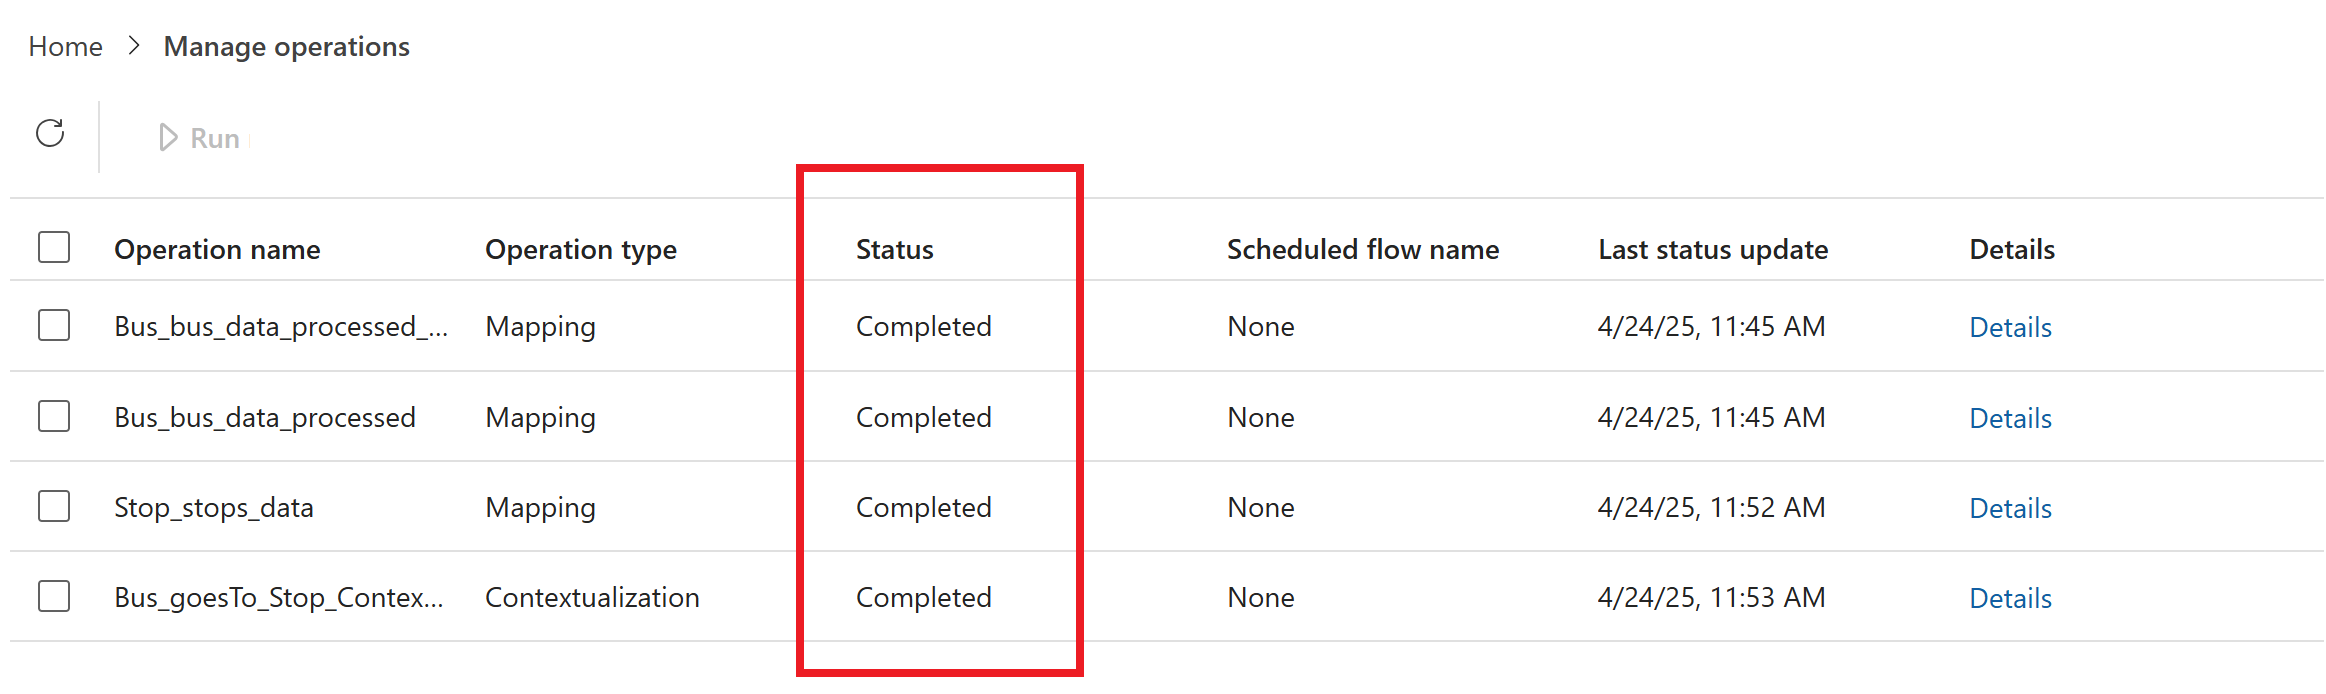 Home > Manage operations
Run
Operation name Operation type Status Scheduled flow name Last status update Details
Bus_bus_data_processed_... Mapping Completed None 4/24/25, 11:45 AM Details
Bus_bus_data_processed Mapping Completed None 4/24/25, 11:45 AM Details
Stop_stops_data Mapping Completed None 4/24/25, 11:52 AM Details
Bus_goesTo_Stop_Contex... Contextualization Completed None 4/24/25, 11:53 AM Details